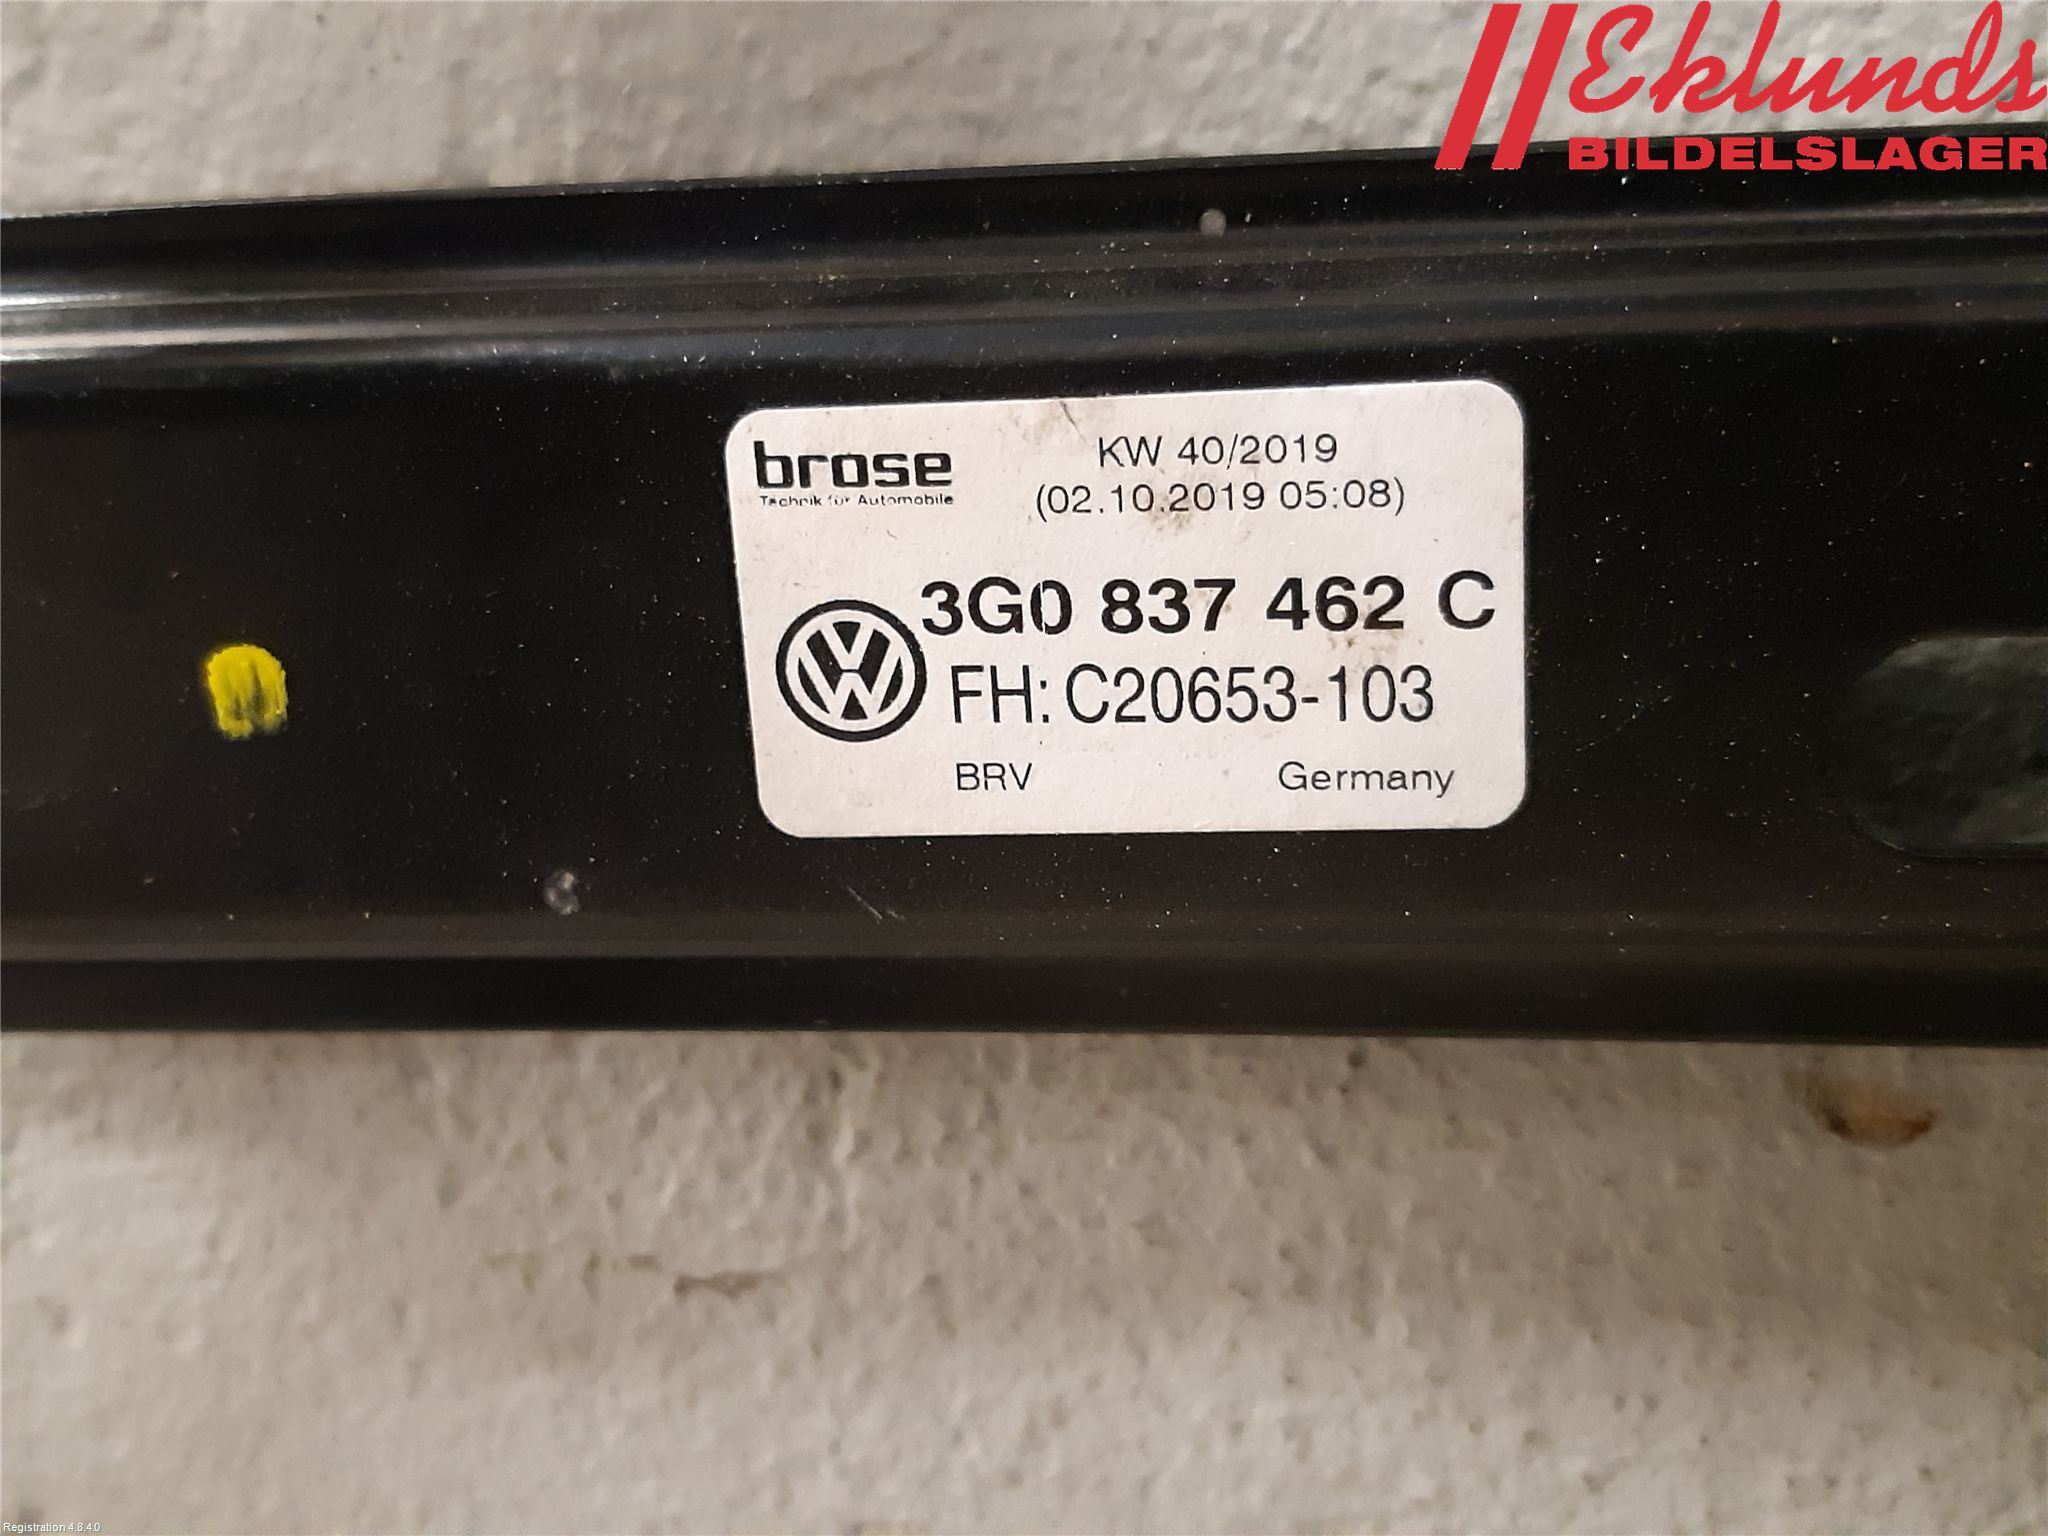 Eklunds
BILDELSLAGER
brose
Technik für Automobile
KW 40/2019
(02.10.2019 05:08)
3G0 837 462 C
FH: C20653-103
BRV Germany
Registration 4.8.4.0